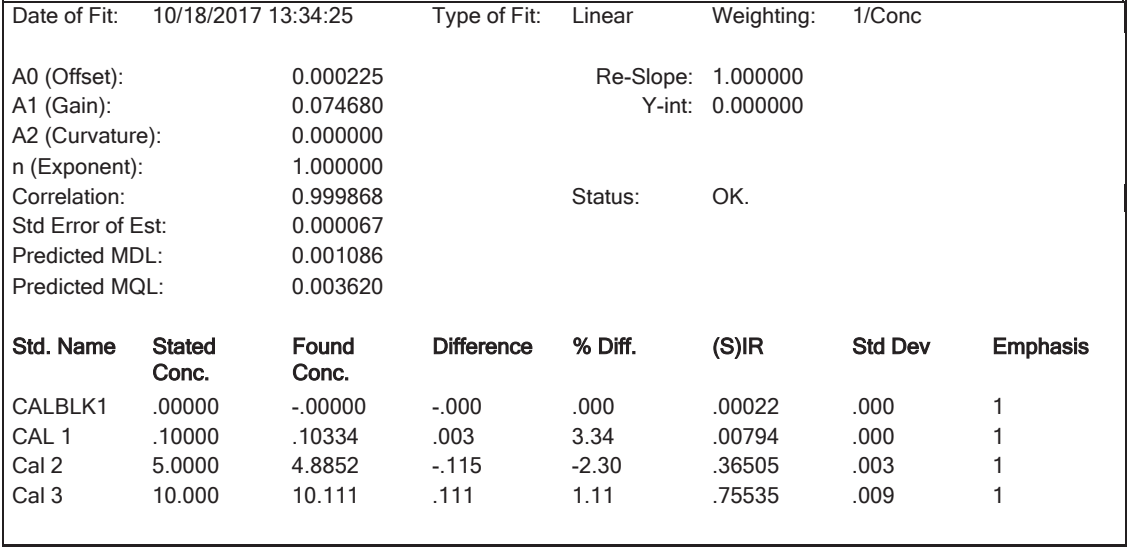 Date of Fit: 10/18/2017 13:34:25 Type of Fit: Linear Weighting: 1/Conc
A0 (Offset): 0.000225 Re-Slope: 1.000000
A1 (Gain): 0.074680 Y-int: 0.000000
A2 (Curvature): 0.000000
n (Exponent): 1.000000
Correlation: 0.999868 Status: OK.
Std Error of Est: 0.000067
Predicted MDL: 0.001086
Predicted MQL: 0.003620
Std. Name Stated Found Difference % Diff. (S)IR Std Dev Emphasis
Conc. Conc.
CALBLK1 .00000 -.00000 -.000 .000 .00022 .000 1
CAL 1 .10000 .10334 .003 3.34 .00794 .000 1
Cal 2 5.0000 4.8852 -.115 -2.30 .36505 .003 1
Cal 3 10.000 10.111 .111 1.11 .75535 .009 1